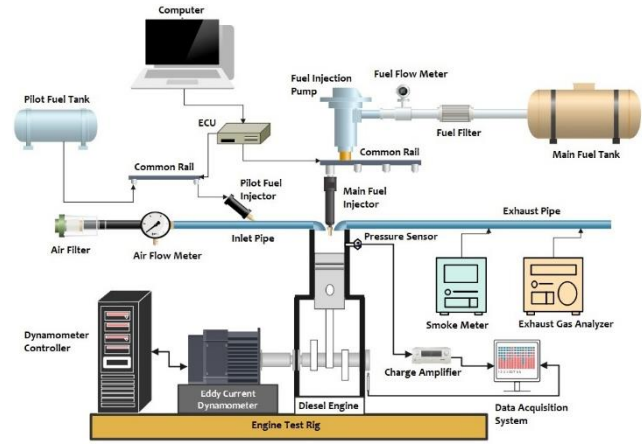 Computer
Pilot Fuel Tank
ECU
Common Rail
Pilot Fuel
Injector
Fuel Injection
Pump
Fuel Flow Meter
Fuel Filter
Main Fuel Tank
Common Rail
Main Fuel
Injector
Air Filter
Air Flow Meter
Inlet Pipe
Exhaust Pipe
Pressure Sensor
Smoke Meter
Exhaust Gas Analyzer
Dynamometer
Controller
Eddy Current
Dynamometer
Diesel Engine
Charge Amplifier
Data Acquisition
System
Engine Test Rig